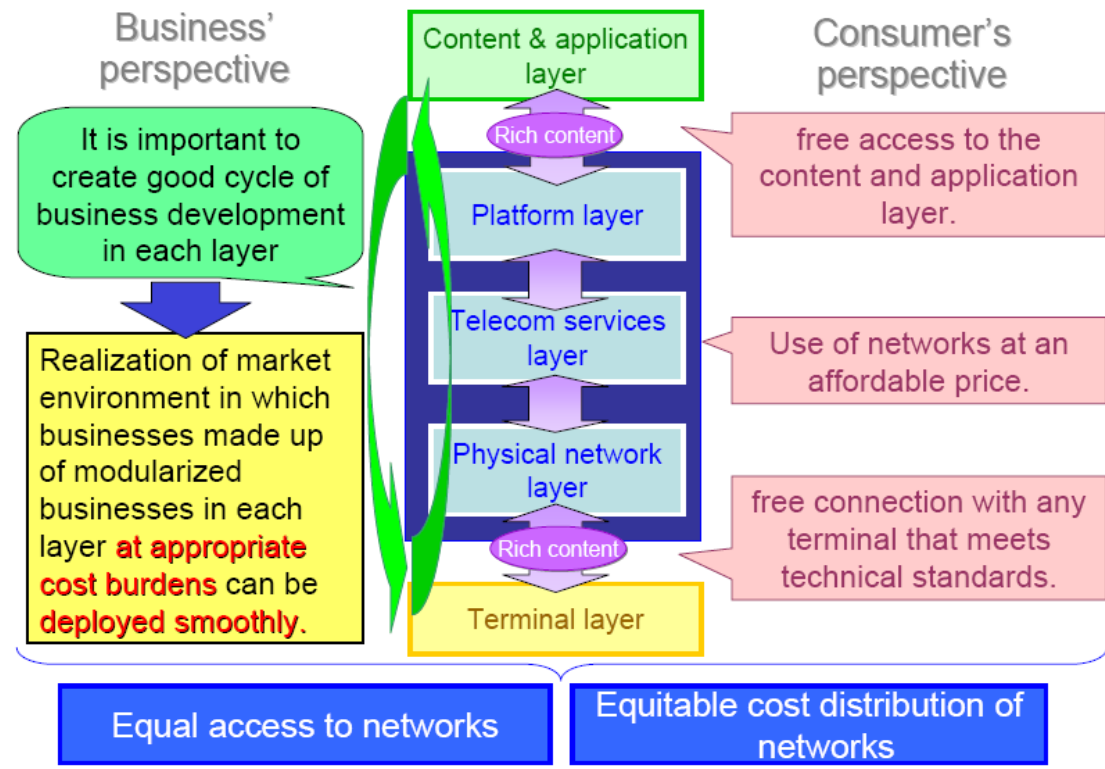 Business’
perspective
It is important to
create good cycle of
business development
in each layer
Realization of market
environment in which
businesses made up
of modularized
businesses in each
layer at appropriate
cost burdens can be
deployed smoothly.
Content & application
layer
Rich content
Platform layer
Telecom services
layer
Physical network
layer
Rich content
Terminal layer
Consumer’s
perspective
free access to the
content and application
layer.
Use of networks at an
affordable price.
free connection with any
terminal that meets
technical standards.
Equal access to networks
Equitable cost distribution of
networks